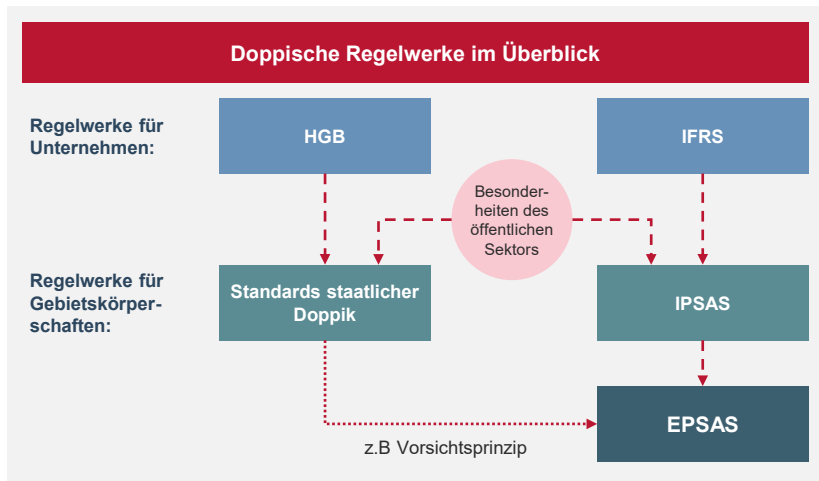 Doppische Regelwerke im Überblick
Regelwerke für
Unternehmen:
HGB
IFRS
Besonder-
heiten des
öffentlichen
Sektors
Regelwerke für
Gebietskörper-
schaften:
Standards staatlicher
Doppik
IPSAS
EPSAS
z.B Vorsichtsprinzip